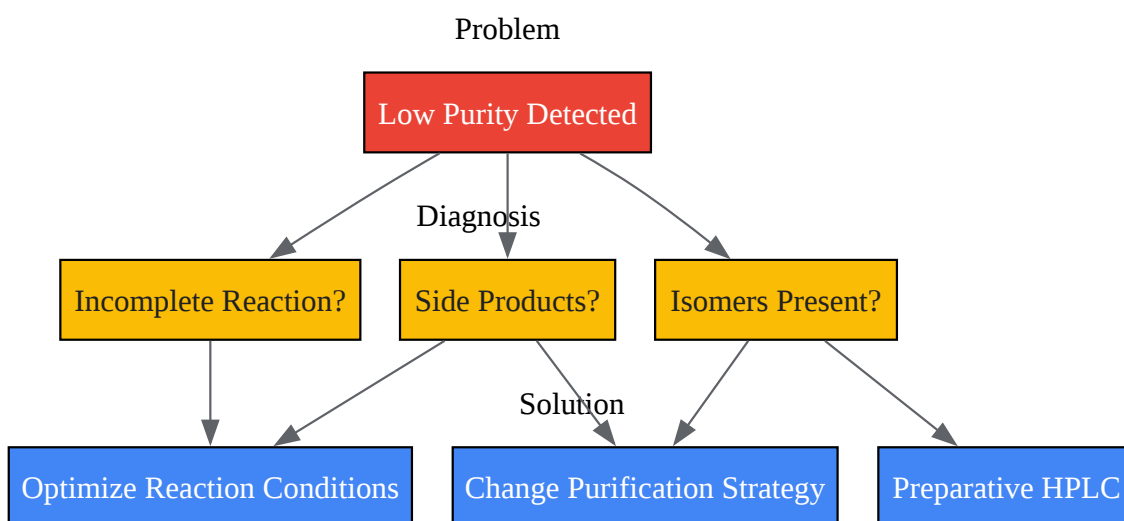 Problem
Low Purity Detected
Diagnosis
Incomplete Reaction?
Side Products?
Isomers Present?
Solution
Optimize Reaction Conditions
Change Purification Strategy
Preparative HPLC